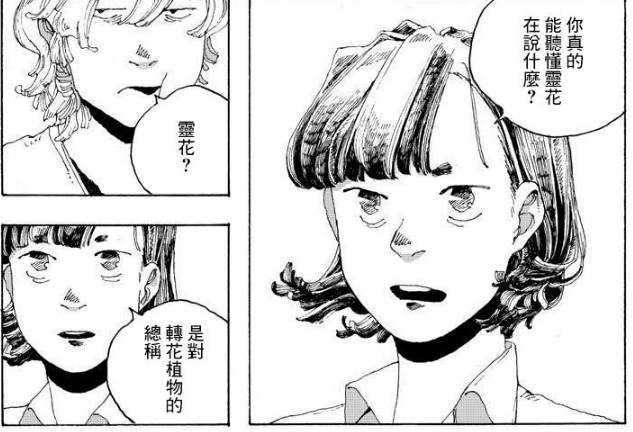 你真的
能聽懂靈花
在說什麼?
靈花?
是對
轉花植物的
總稱